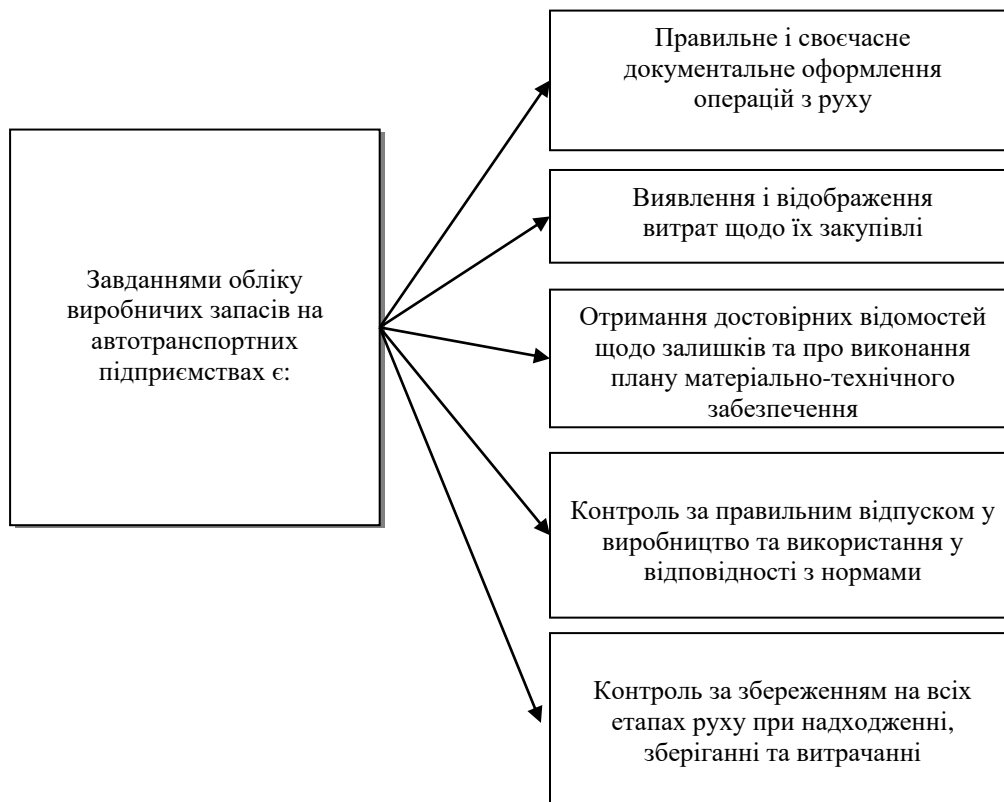 Завданнями обліку
виробничих запасів на
автотранспортних
підприємствах є:
Правильне і своєчасне
документальне оформлення
операцій з руху
Виявлення і відображення
витрат щодо їх закупівлі
Отримання достовірних відомостей
щодо залишків та про виконання
плану матеріально-технічного
забезпечення
Контроль за правильним відпуском у
виробництво та використання у
відповідності з нормами
Контроль за збереженням на всіх
етапах руху при надходженні,
зберіганні та витрачанні